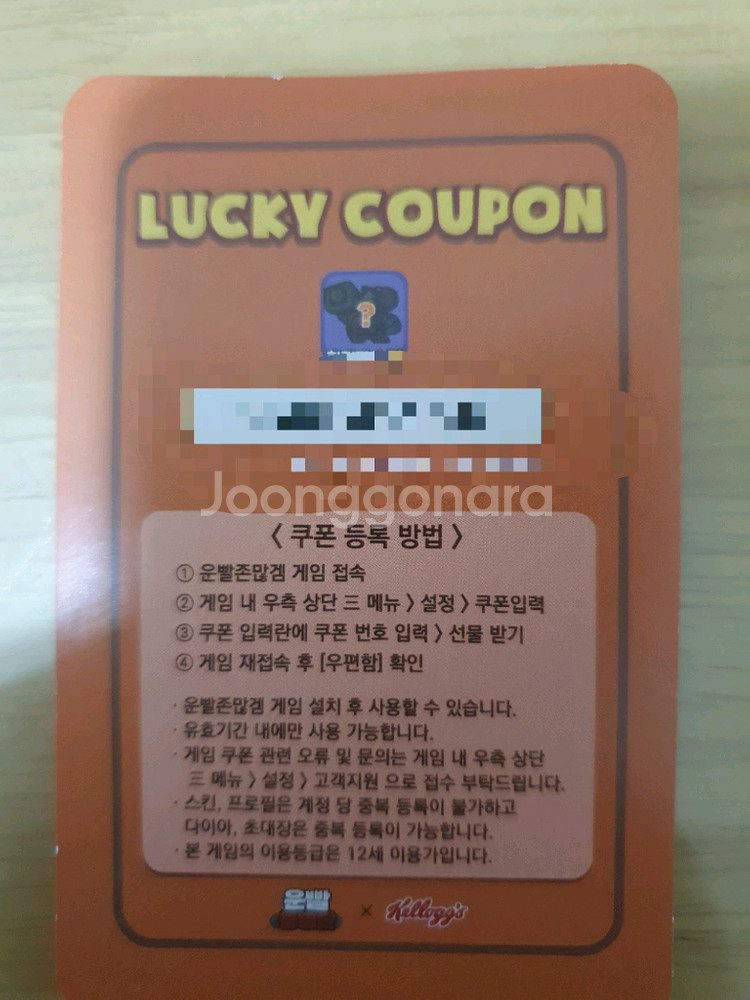 LUCKY COUPON
?
Joonggonara
〈 쿠폰 등록 방법 〉
① 운빨존많겜 게임 접속
② 게임 내 우측 상단 三 메뉴 〉 설정 〉 쿠폰입력
③ 쿠폰 입력란에 쿠폰 번호 입력 〉 선물 받기
④ 게임 재접속 후 [우편함] 확인
· 운빨존많겜 게임 설치 후 사용할 수 있습니다.
· 유효기간 내에만 사용 가능합니다.
· 게임 쿠폰 관련 오류 및 문의는 게임 내 우측 상단
三 메뉴 〉 설정 〉 고객지원 으로 접수 부탁드립니다.
· 스킨, 프로필은 계정 당 중복 등록이 불가하고
다이아, 초대장은 중복 등록이 가능합니다.
· 본 게임의 이용등급은 12세 이용가입니다.
운빨 × Kellogg's